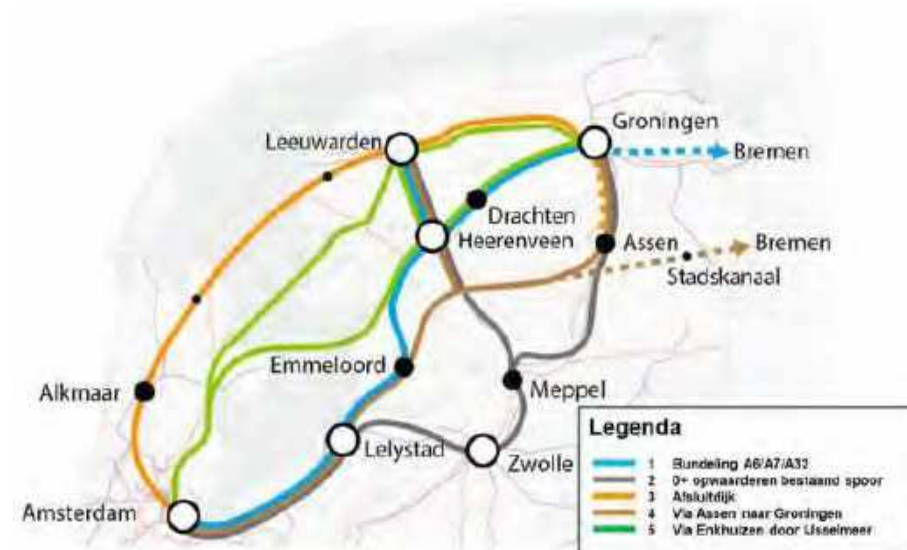 Groningen
Leeuwarden
Bremen
Drachten
Heerenveen
Assen
Bremen
Stadskanaal
Emmeloord
Alkmaar
Meppel
Lelystad
Zwolle
Amsterdam
Legenda
1 Bundeling A6/A7/A32
2 0+ opwaarderen bestaand spoor
3 Afsluitdijk
4 Via Assen naar Groningen
5 Via Enkhuizen door IJsselmeer